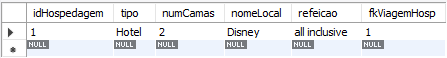 idHospedagem tipo numCamas nomeLocal refeicao fkViagemHosp
1 Hotel 2 Disney all inclusive 1
NULL NULL NULL NULL NULL NULL